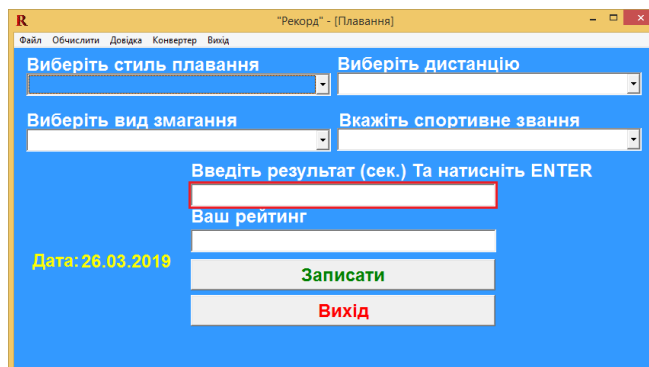 R "Рекорд" - [Плавання]
Файл Обчислити Довідка Конвертер Вихід
Виберіть стиль плавання Виберіть дистанцію
Виберіть вид змагання Вкажіть спортивне звання
Введіть результат (сек.) Та натисніть ENTER
Ваш рейтинг
Дата: 26.03.2019
Записати
Вихід